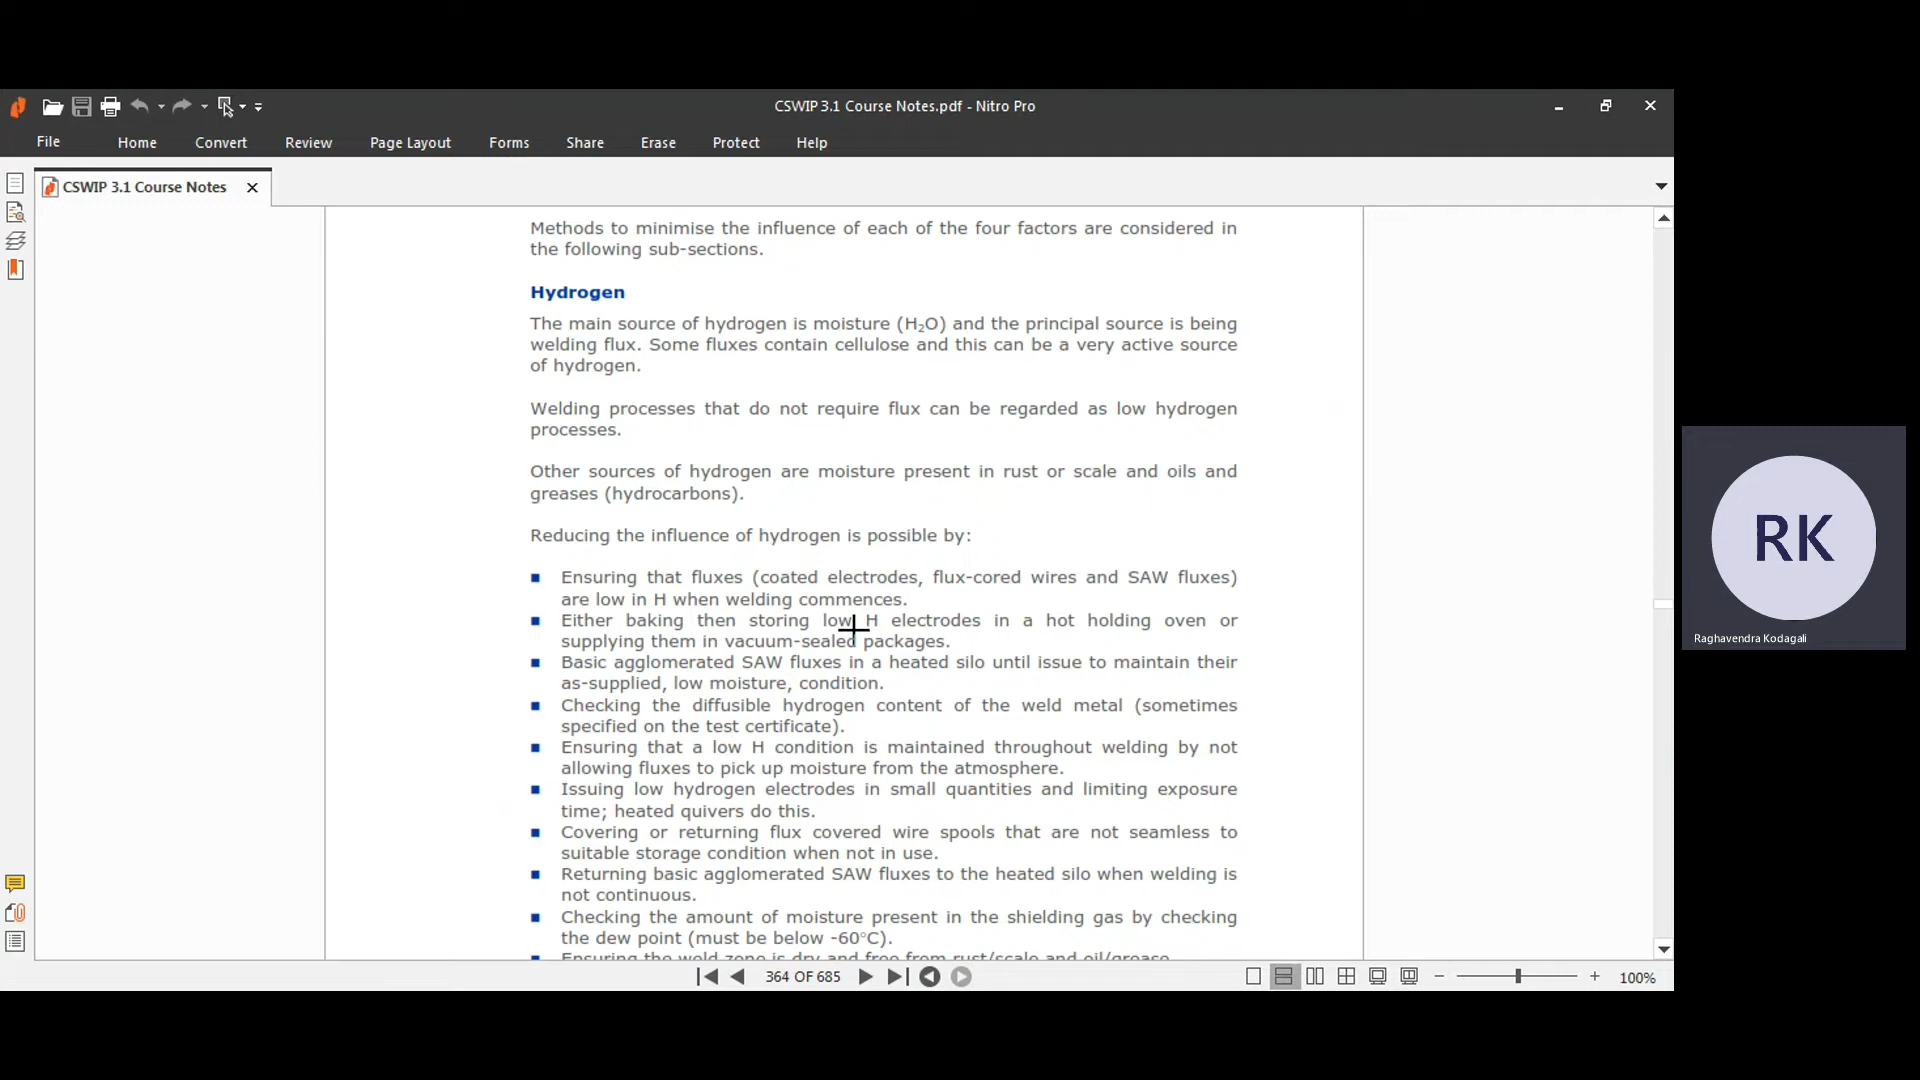 CSWIP 3.1 Course Notes.pdf - Nitro Pro
File Home Convert Review Page Layout Forms Share Erase Protect Help
CSWIP 3.1 Course Notes
Methods to minimise the influence of each of the four factors are considered in
the following sub-sections.
Hydrogen
The main source of hydrogen is moisture (H₂O) and the principal source is being
welding flux. Some fluxes contain cellulose and this can be a very active source
of hydrogen.
Welding processes that do not require flux can be regarded as low hydrogen
processes.
Other sources of hydrogen are moisture present in rust or scale and oils and
greases (hydrocarbons).
Reducing the influence of hydrogen is possible by:
■ Ensuring that fluxes (coated electrodes, flux-cored wires and SAW fluxes)
are low in H when welding commences.
■ Either baking then storing low H electrodes in a hot holding oven or
supplying them in vacuum-sealed packages.
■ Basic agglomerated SAW fluxes in a heated silo until issue to maintain their
as-supplied, low moisture, condition.
■ Checking the diffusible hydrogen content of the weld metal (sometimes
specified on the test certificate).
■ Ensuring that a low H condition is maintained throughout welding by not
allowing fluxes to pick up moisture from the atmosphere.
■ Issuing low hydrogen electrodes in small quantities and limiting exposure
time; heated quivers do this.
■ Covering or returning flux covered wire spools that are not seamless to
suitable storage condition when not in use.
■ Returning basic agglomerated SAW fluxes to the heated silo when welding is
not continuous.
■ Checking the amount of moisture present in the shielding gas by checking
the dew point (must be below -60°C).
■ Ensuring the weld zone is dry and free from rust/scale and oil/grease.
364 OF 685
100%
RK
Raghavendra Kodagali